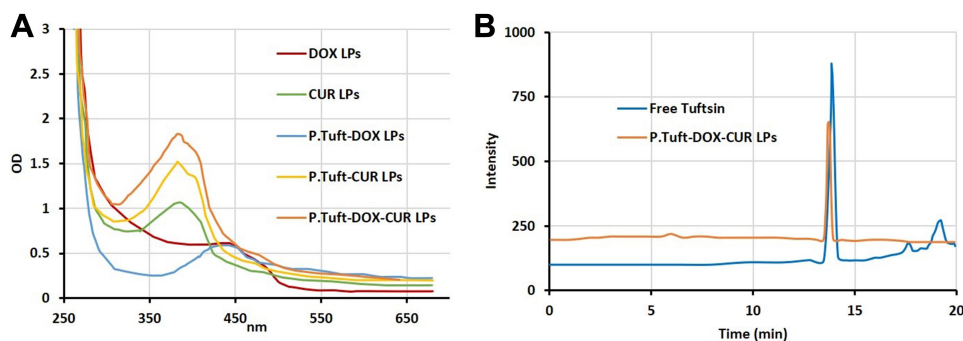 A
3
2.5
2
1.5
1
0.5
0
OD
250
350
450
550
650
nm
DOX LPs
CUR LPs
P.Tuft-DOX LPs
P.Tuft-CUR LPs
P.Tuft-DOX-CUR LPs
B
1000
750
500
250
0
Intensity
0
5
10
15
20
Time (min)
Free Tuftsin
P.Tuft-DOX-CUR LPs